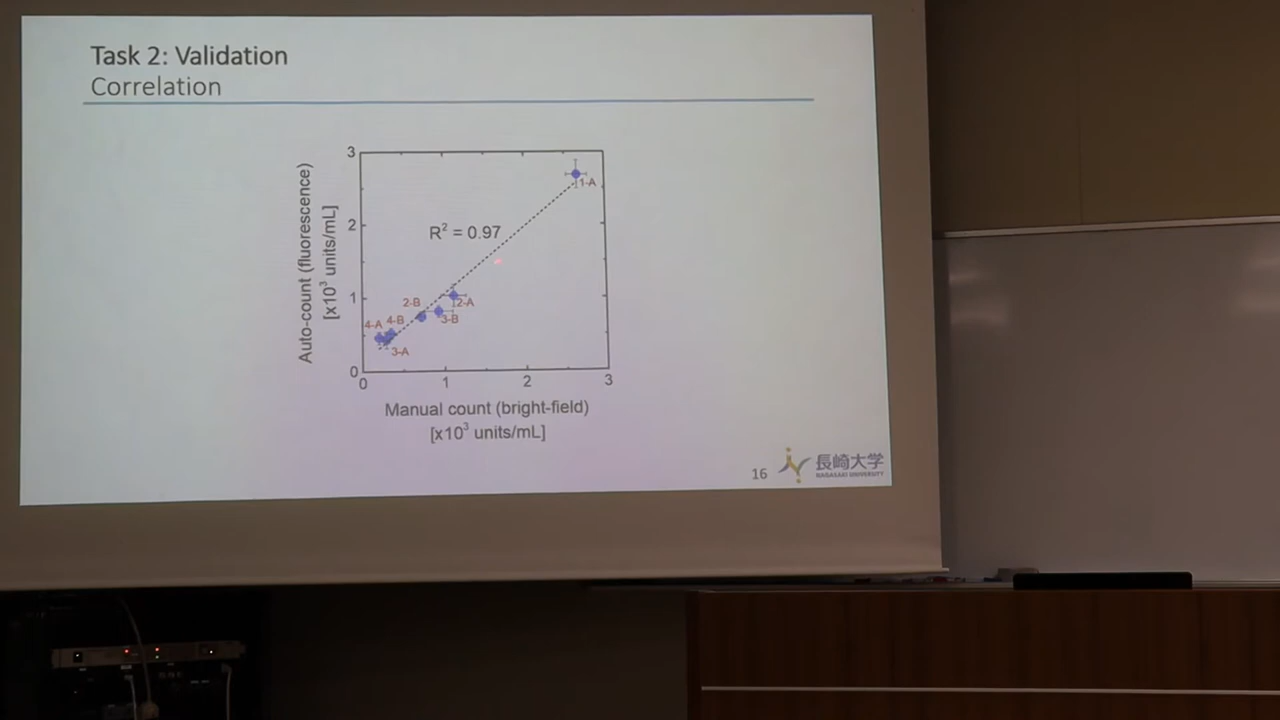 Task 2: Validation
Correlation
Auto-count (fluorescence)
[x10³ units/mL]
3
2
1
0
R² = 0.97
1-A
2-B
2-A
3-B
4-A
4-B
3-A
0
1
2
3
Manual count (bright-field)
[x10³ units/mL]
16
長崎大学
NAGASAKI UNIVERSITY